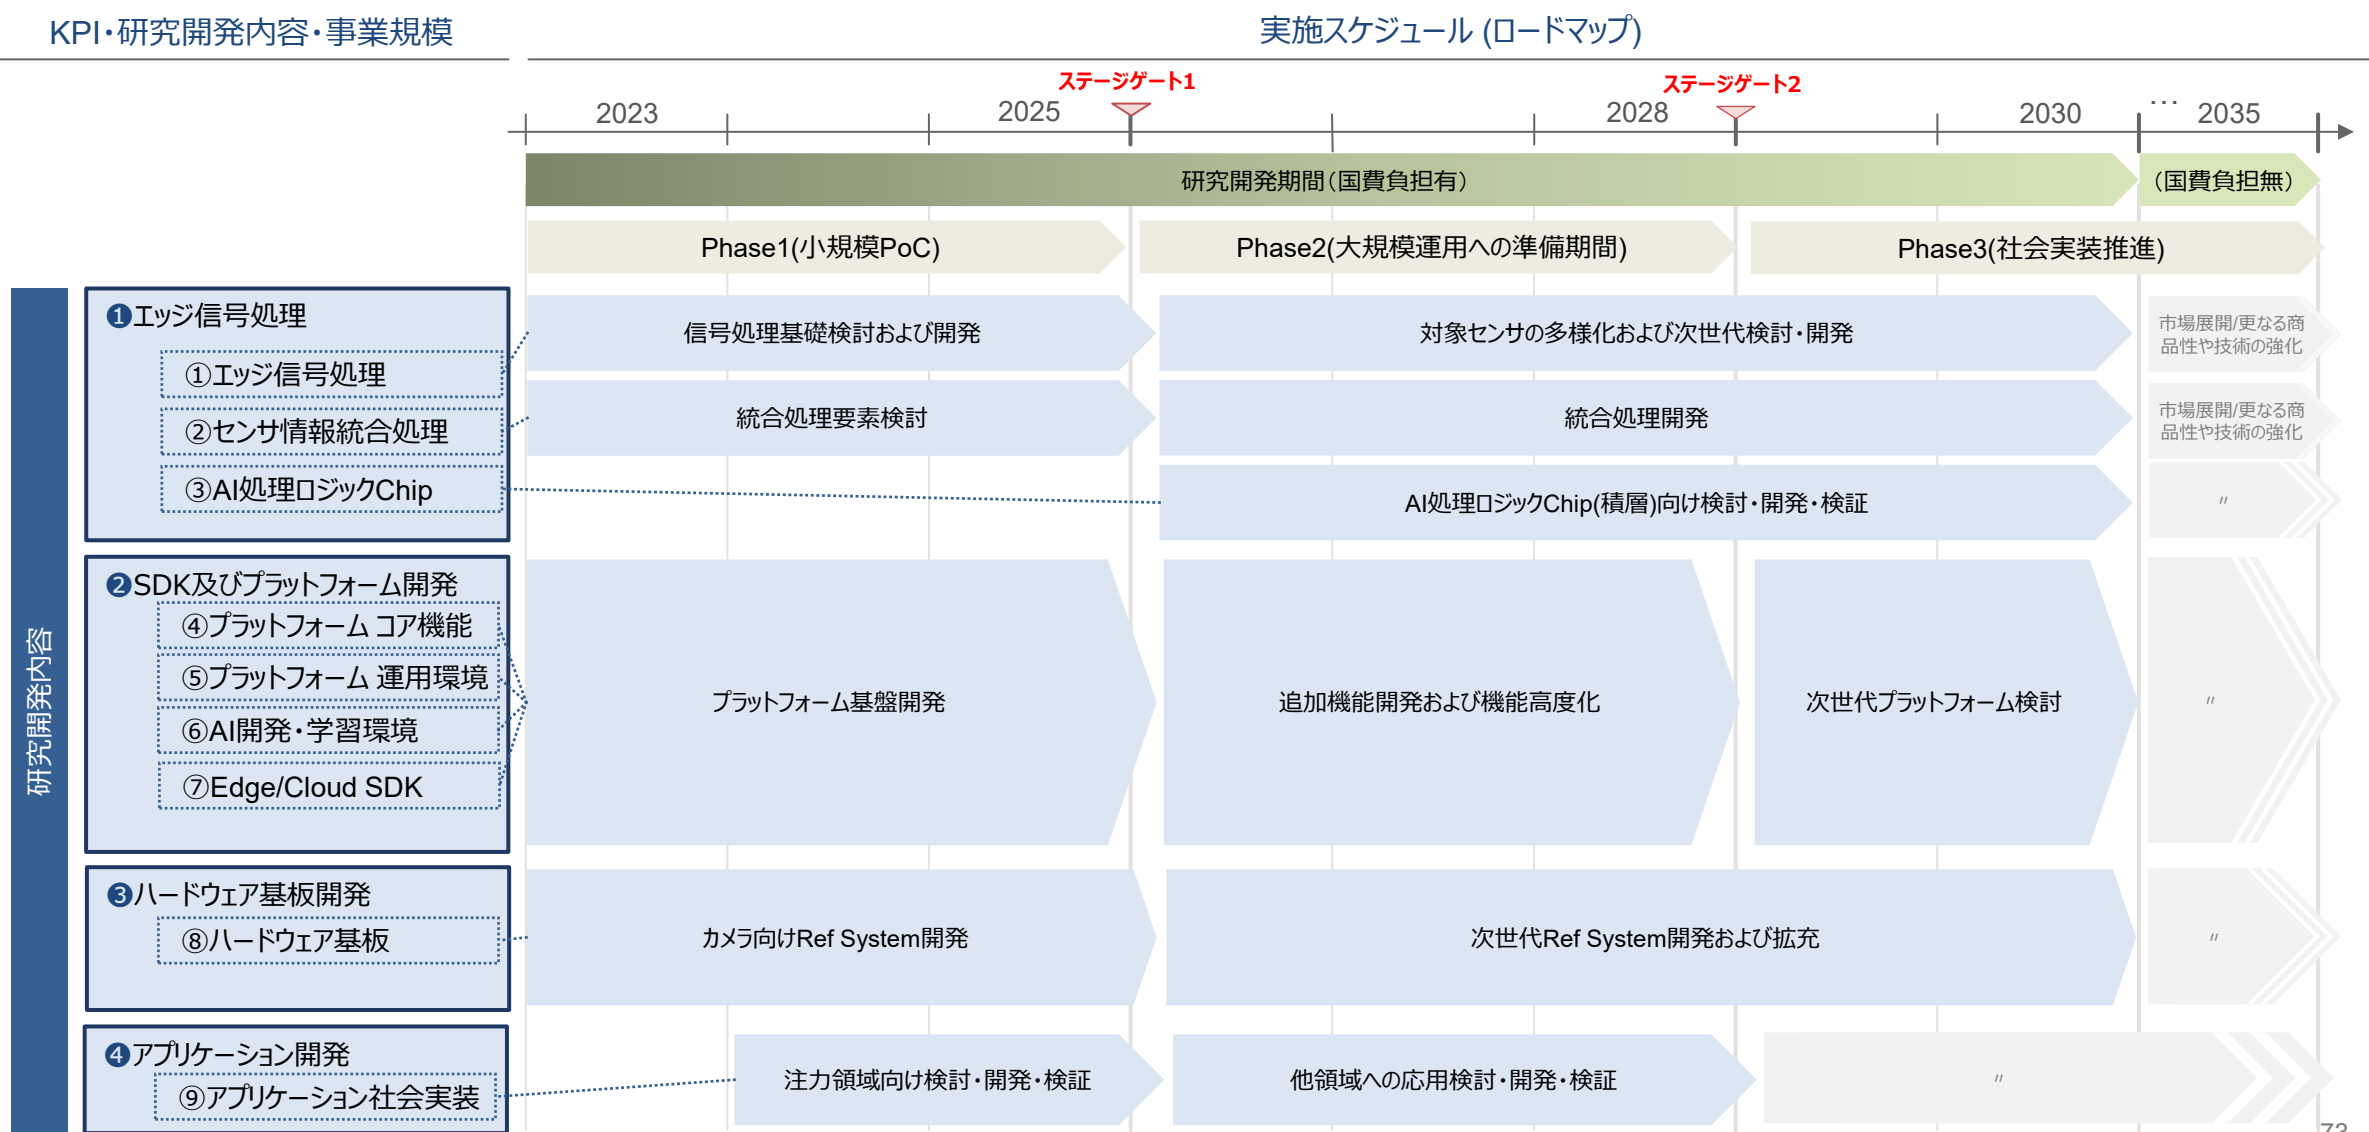 KPI・研究開発内容・事業規模
実施スケジュール (ロードマップ)
ステージゲート1
ステージゲート2
2023
2025
2028
2030
…
2035
研究開発期間（国費負担有）
（国費負担無）
Phase1(小規模PoC)
Phase2(大規模運用への準備期間)
Phase3(社会実装推進)
研究開発内容
❶エッジ信号処理
①エッジ信号処理
②センサ情報統合処理
③AI処理ロジックChip
信号処理基礎検討および開発
対象センサの多様化および次世代検討・開発
市場展開/更なる商
品性や技術の強化
統合処理要素検討
統合処理開発
市場展開/更なる商
品性や技術の強化
AI処理ロジックChip(積層)向け検討・開発・検証
〃
❷SDK及びプラットフォーム開発
④プラットフォーム コア機能
⑤プラットフォーム 運用環境
⑥AI開発・学習環境
⑦Edge/Cloud SDK
プラットフォーム基盤開発
追加機能開発および機能高度化
次世代プラットフォーム検討
〃
❸ハードウェア基板開発
⑧ハードウェア基板
カメラ向けRef System開発
次世代Ref System開発および拡充
〃
❹アプリケーション開発
⑨アプリケーション社会実装
注力領域向け検討・開発・検証
他領域への応用検討・開発・検証
〃
73